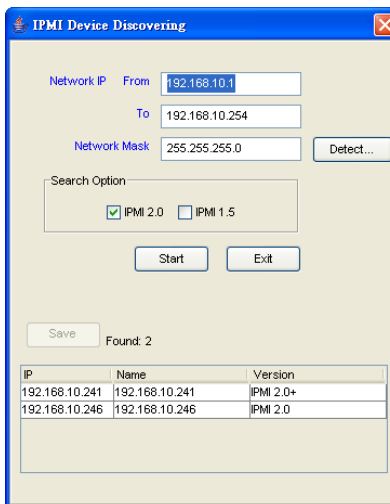 IPMI Device Discovering
Network IP From 192.168.10.1
To 192.168.10.254
Network Mask 255.255.255.0 Detect...
Search Option
IPMI 2.0 IPMI 1.5
Start Exit
Save Found: 2
IP Name Version
192.168.10.241 192.168.10.241 IPMI 2.0+
192.168.10.246 192.168.10.246 IPMI 2.0